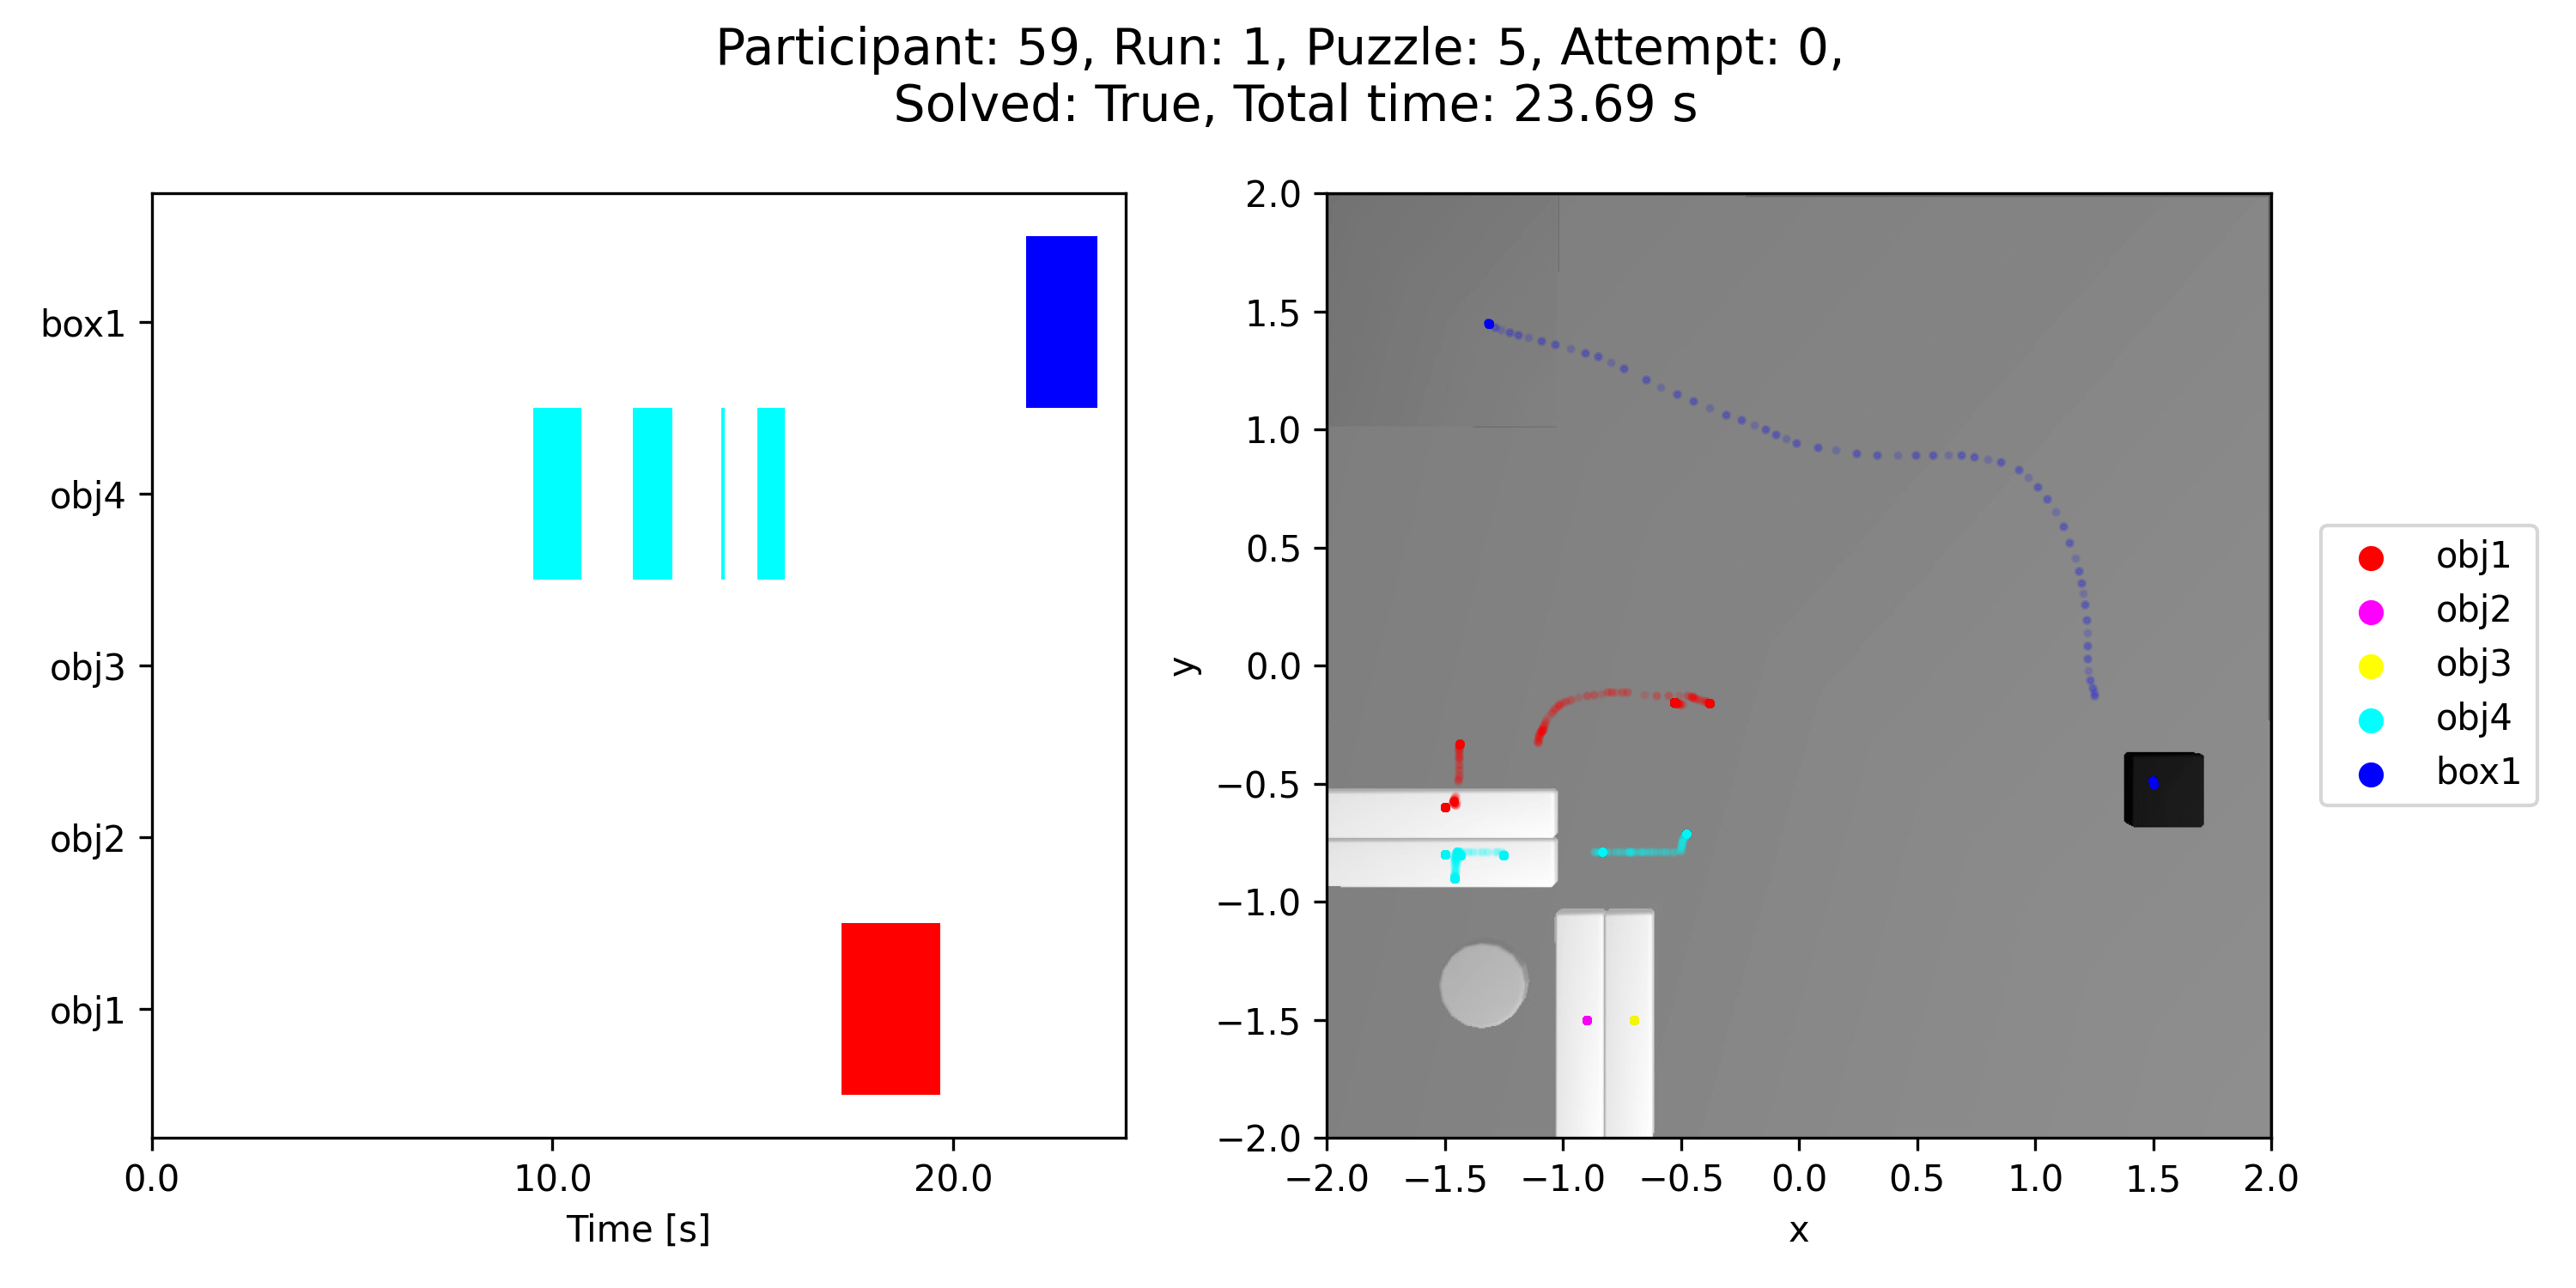 Participant: 59, Run: 1, Puzzle: 5, Attempt: 0,
Solved: True, Total time: 23.69 s
box1
obj4
obj3
obj2
obj1
0.0 10.0 20.0
Time [s]
2.0
1.5
1.0
0.5
0.0
−0.5
−1.0
−1.5
−2.0
y
−2.0 −1.5 −1.0 −0.5 0.0 0.5 1.0 1.5 2.0
x
obj1
obj2
obj3
obj4
box1